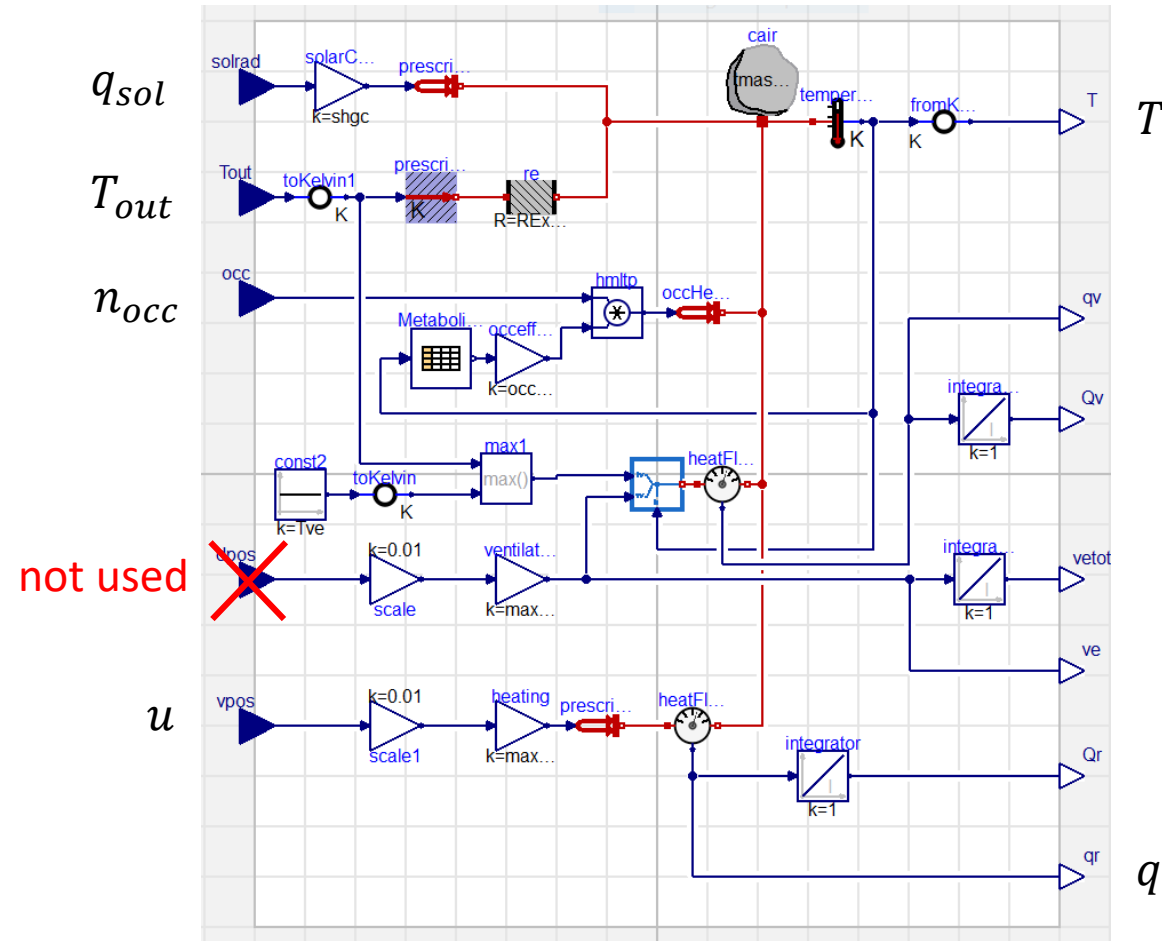 cair
solrad
solarC...
prescri...
tmas...
temper...
fromK...
T
q_sol
k=shgc
K
K
T
Tout
toKelvin1
prescri...
re
T_out
K
K
R=REx...
occ
hmltp
occHe...
qv
n_occ
Metaboli...
occeff...
k=occ...
integra...
Qv
k=1
const2
toKelvin
max1
max()
heatFl...
K
k=Tve
dpos
k=0.01
ventilat...
integra...
vetot
not used
scale
k=max...
k=1
ve
vpos
k=0.01
heating
prescri...
heatFl...
u
scale1
k=max...
integrator
Qr
k=1
qr
q